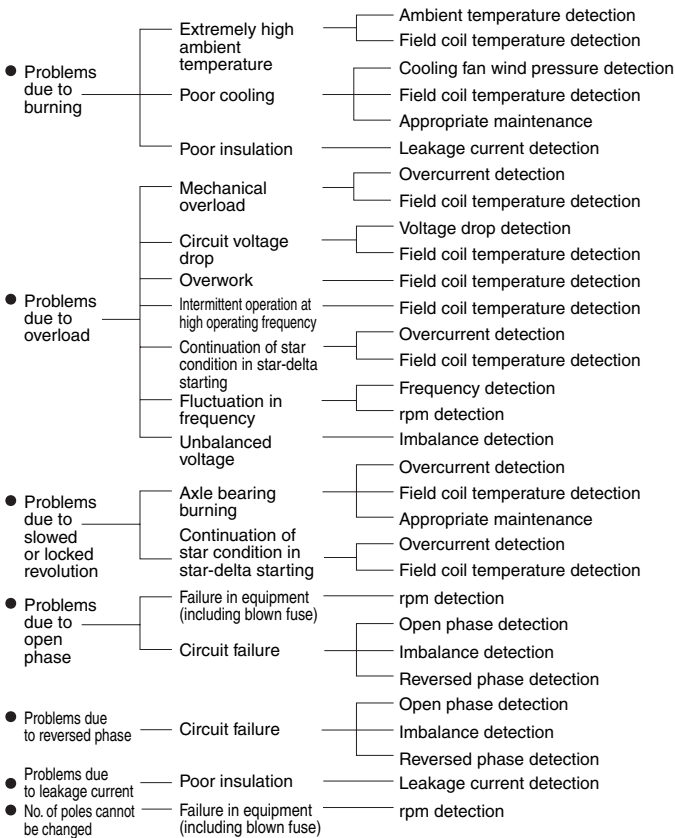 ● Problems
due to
burning
Extremely high
ambient
temperature
Ambient temperature detection
Field coil temperature detection
Poor cooling
Cooling fan wind pressure detection
Field coil temperature detection
Appropriate maintenance
Poor insulation
Leakage current detection
● Problems
due to
overload
Mechanical
overload
Overcurrent detection
Field coil temperature detection
Circuit voltage
drop
Voltage drop detection
Field coil temperature detection
Overwork
Field coil temperature detection
Intermittent operation at
high operating frequency
Field coil temperature detection
Continuation of star
condition in star-delta
starting
Overcurrent detection
Field coil temperature detection
Fluctuation in
frequency
Frequency detection
rpm detection
Unbalanced
voltage
Imbalance detection
● Problems
due to
slowed
or locked
revolution
Axle bearing
burning
Overcurrent detection
Field coil temperature detection
Appropriate maintenance
Continuation of
star condition in
star-delta starting
Overcurrent detection
Field coil temperature detection
● Problems
due to
open
phase
Failure in equipment
(including blown fuse)
rpm detection
Circuit failure
Open phase detection
Imbalance detection
Reversed phase detection
● Problems due
to reversed phase
Circuit failure
Open phase detection
Imbalance detection
Reversed phase detection
● Problems due
to leakage current
Poor insulation
Leakage current detection
● No. of poles cannot
be changed
Failure in equipment
(including blown fuse)
rpm detection